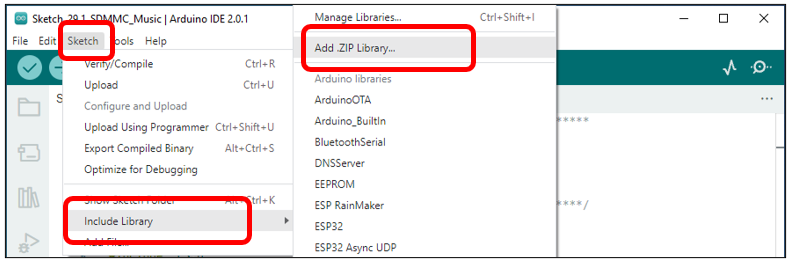 Sketch_29.1_SDMMC_Music | Arduino IDE 2.0.1
File Edit Sketch Tools Help
Verify/Compile Ctrl+R
Upload Ctrl+U
Configure and Upload
Upload Using Programmer Ctrl+Shift+U
Export Compiled Binary Alt+Ctrl+S
Optimize for Debugging
Show Sketch Folder Alt+Ctrl+K
Include Library
Add File...
Manage Libraries... Ctrl+Shift+I
Add .ZIP Library...
Arduino libraries
ArduinoOTA
Arduino_BuiltIn
BluetoothSerial
DNSServer
EEPROM
ESP RainMaker
ESP32
ESP32 Async UDP
*****
****/